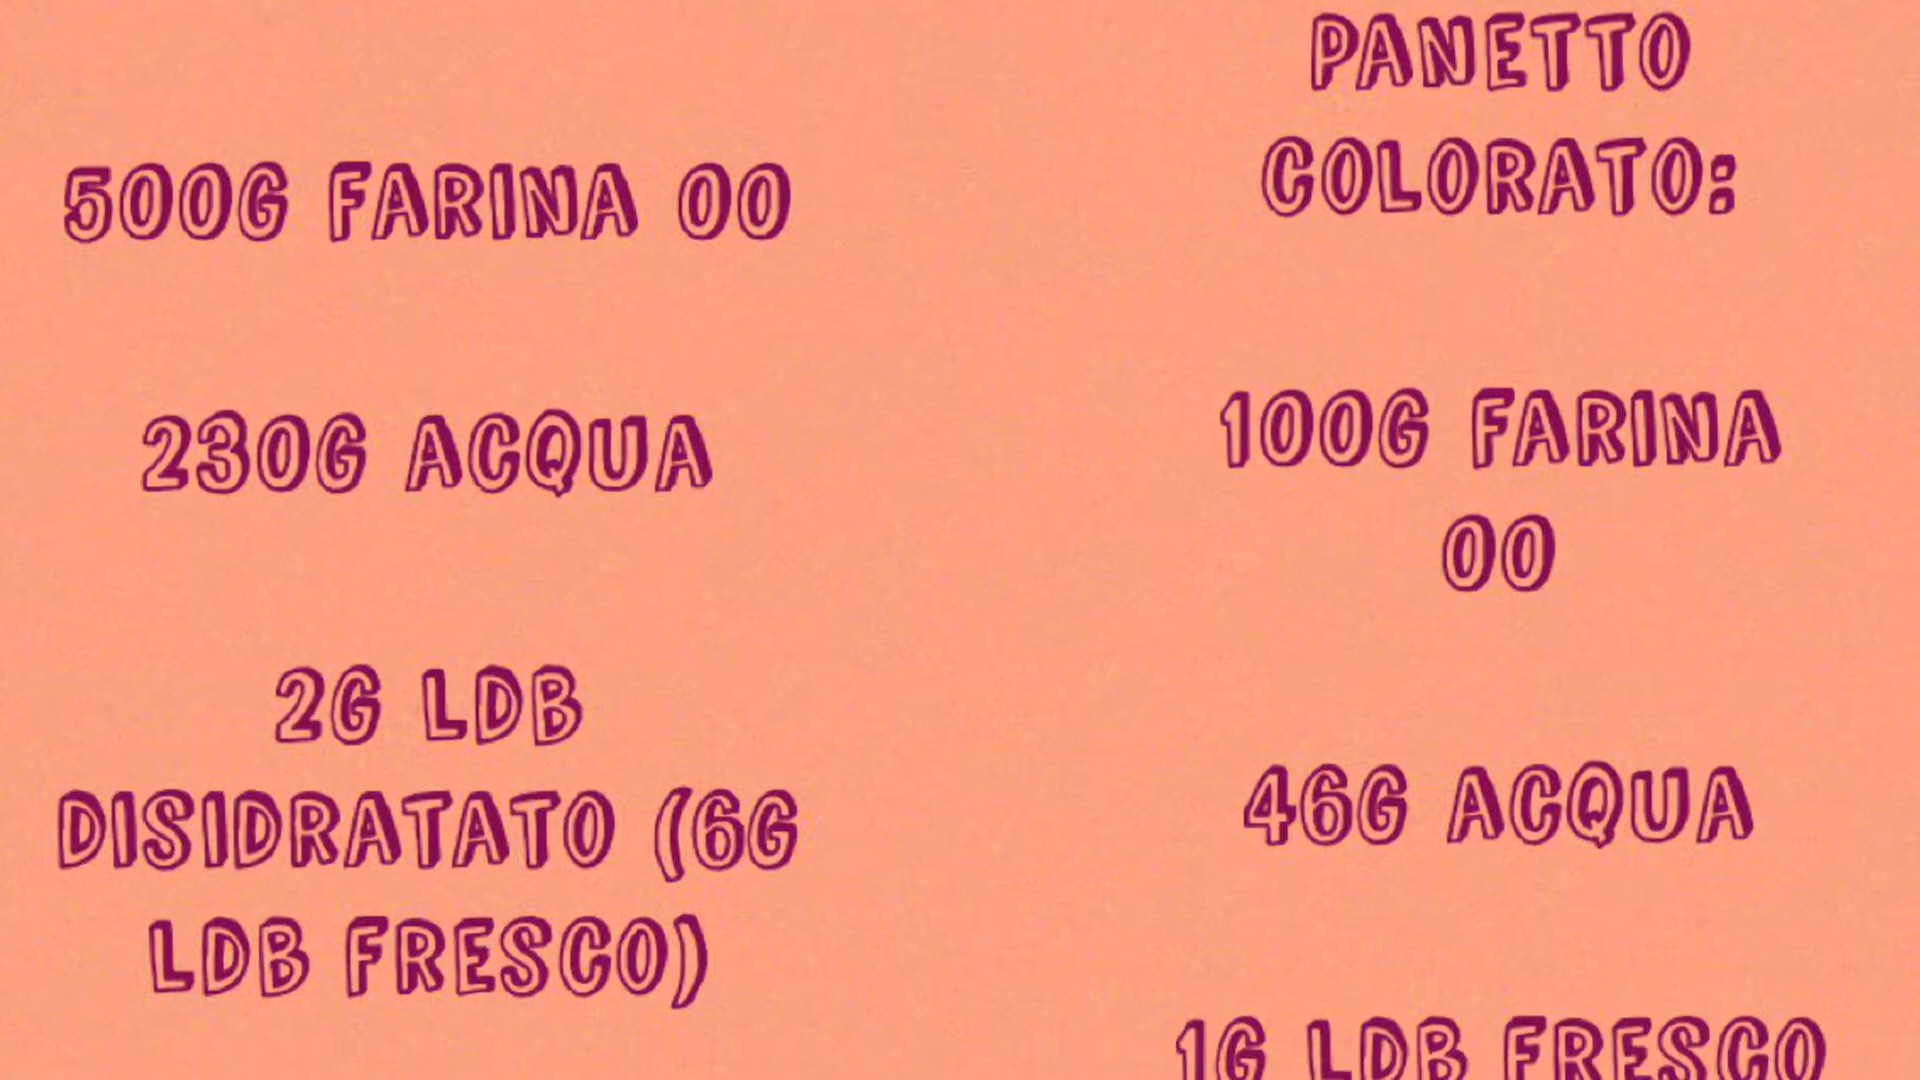 500G FARINA 00
230G ACQUA
2G LDB
DISIDRATATO (6G
LDB FRESCO)
PANETTO
COLORATO:
100G FARINA
00
46G ACQUA
1G LDB FRESCO